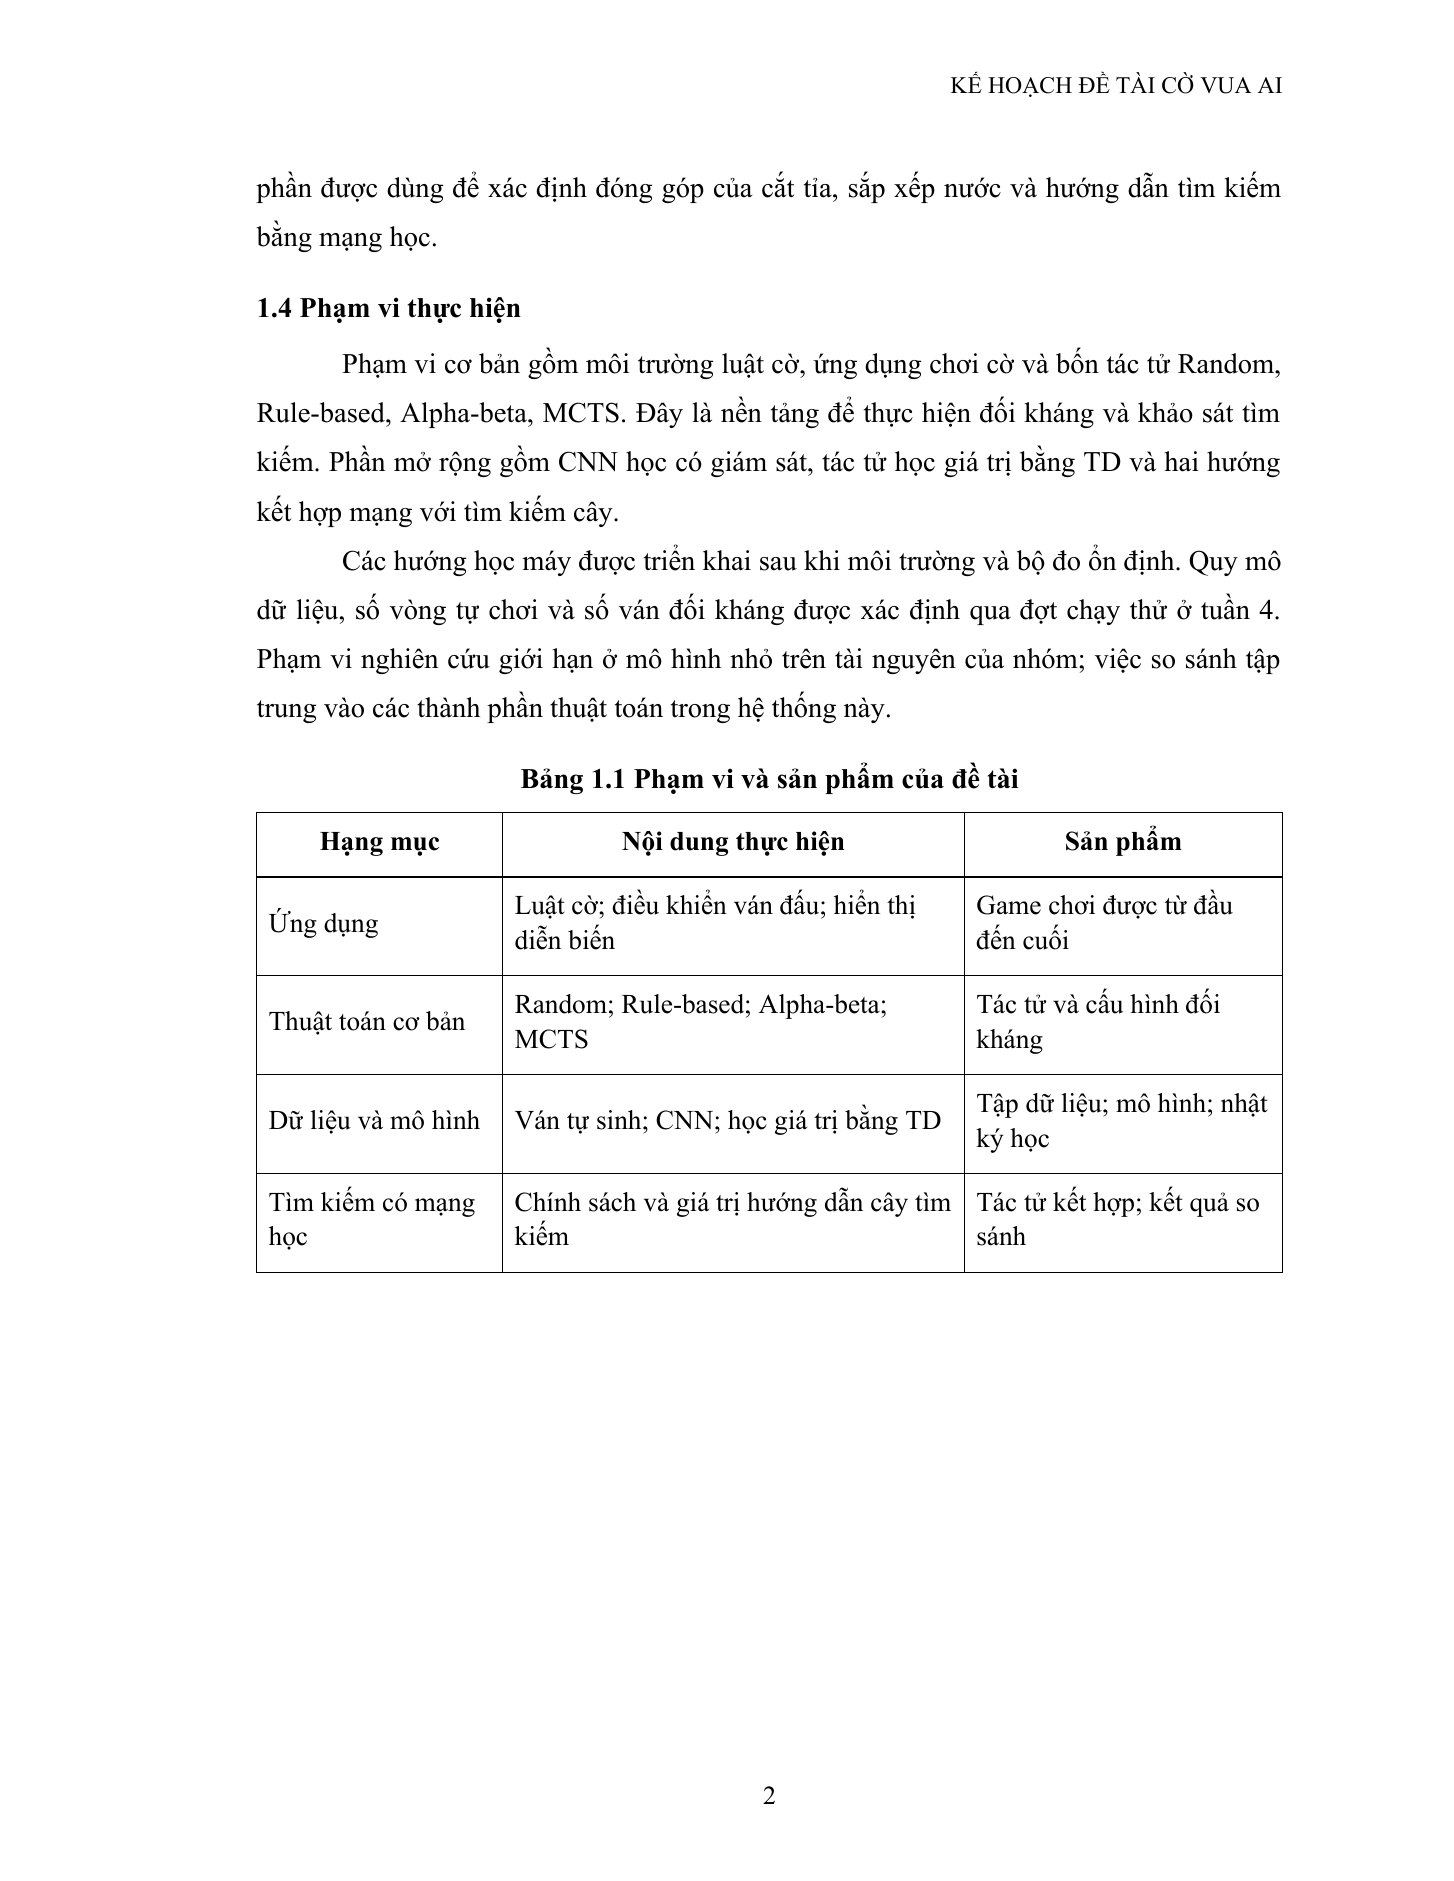 KẾ HOẠCH ĐỀ TÀI CỜ VUA AI
phần được dùng để xác định đóng góp của cắt tỉa, sắp xếp nước và hướng dẫn tìm kiếm
bằng mạng học.
1.4 Phạm vi thực hiện
Phạm vi cơ bản gồm môi trường luật cờ, ứng dụng chơi cờ và bốn tác tử Random,
Rule-based, Alpha-beta, MCTS. Đây là nền tảng để thực hiện đối kháng và khảo sát tìm
kiếm. Phần mở rộng gồm CNN học có giám sát, tác tử học giá trị bằng TD và hai hướng
kết hợp mạng với tìm kiếm cây.
Các hướng học máy được triển khai sau khi môi trường và bộ đo ổn định. Quy mô
dữ liệu, số vòng tự chơi và số ván đối kháng được xác định qua đợt chạy thử ở tuần 4.
Phạm vi nghiên cứu giới hạn ở mô hình nhỏ trên tài nguyên của nhóm; việc so sánh tập
trung vào các thành phần thuật toán trong hệ thống này.
Bảng 1.1 Phạm vi và sản phẩm của đề tài
Hạng mục
Nội dung thực hiện
Sản phẩm
Ứng dụng
Luật cờ; điều khiển ván đấu; hiển thị
diễn biến
Game chơi được từ đầu
đến cuối
Thuật toán cơ bản
Random; Rule-based; Alpha-beta;
MCTS
Tác tử và cấu hình đối
kháng
Dữ liệu và mô hình
Ván tự sinh; CNN; học giá trị bằng TD
Tập dữ liệu; mô hình; nhật
ký học
Tìm kiếm có mạng
học
Chính sách và giá trị hướng dẫn cây tìm
kiếm
Tác tử kết hợp; kết quả so
sánh
2